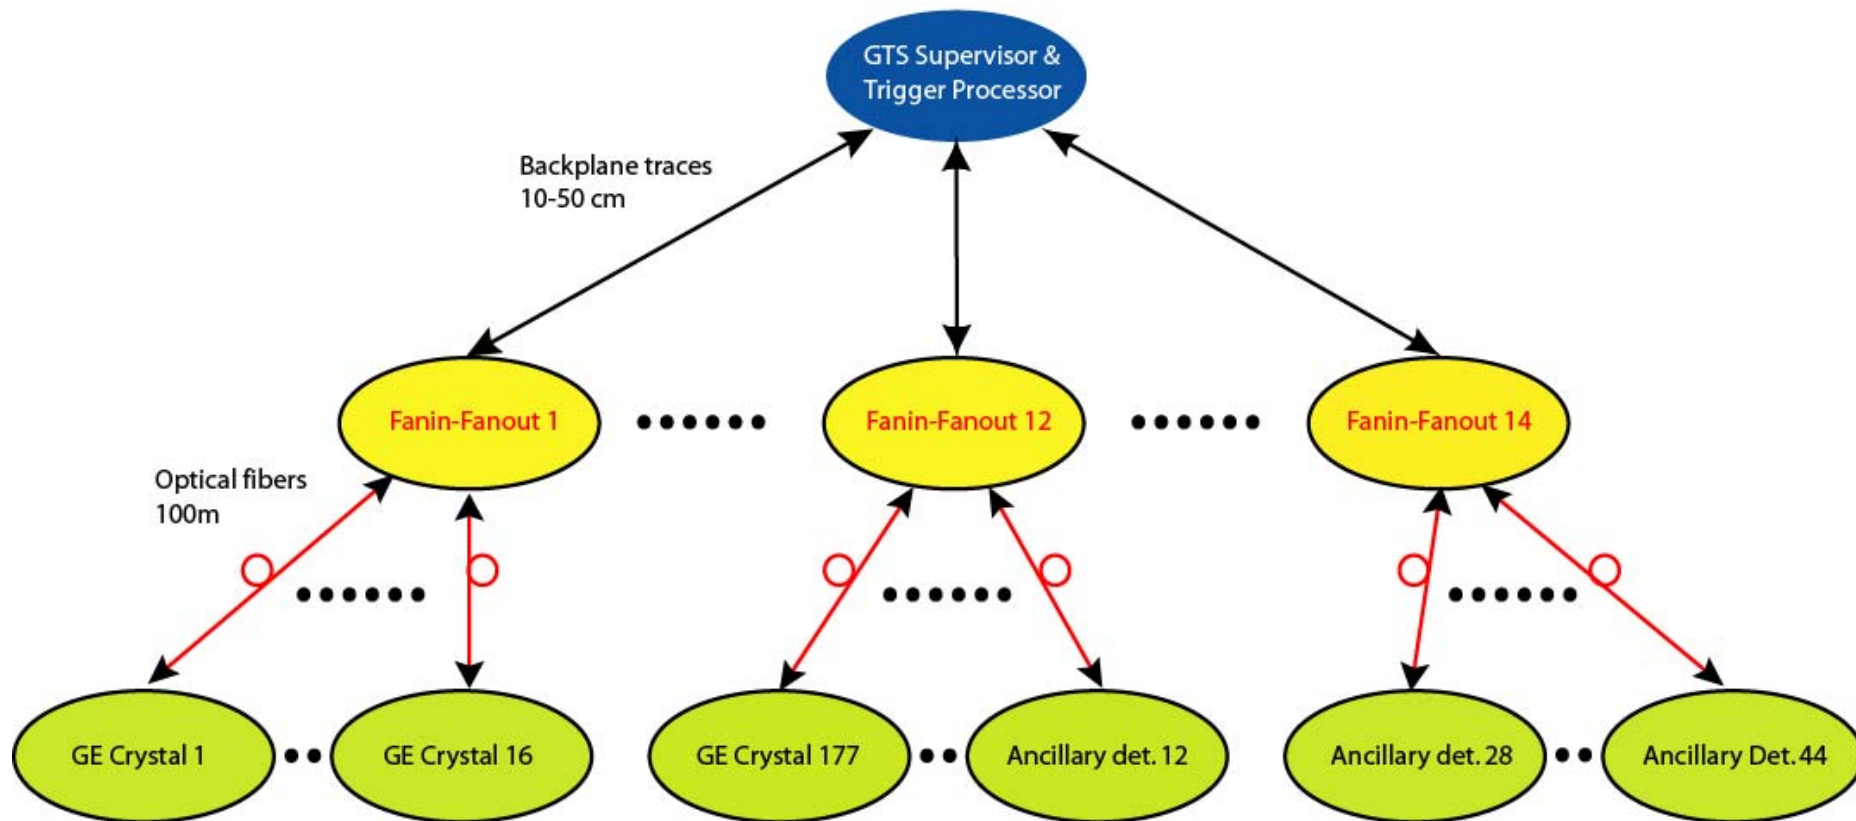 GTS Supervisor &
Trigger Processor
Backplane traces
10-50 cm
Fanin-Fanout 1
Fanin-Fanout 12
Fanin-Fanout 14
Optical fibers
100m
GE Crystal 1
GE Crystal 16
GE Crystal 177
Ancillary det. 12
Ancillary det. 28
Ancillary Det. 44